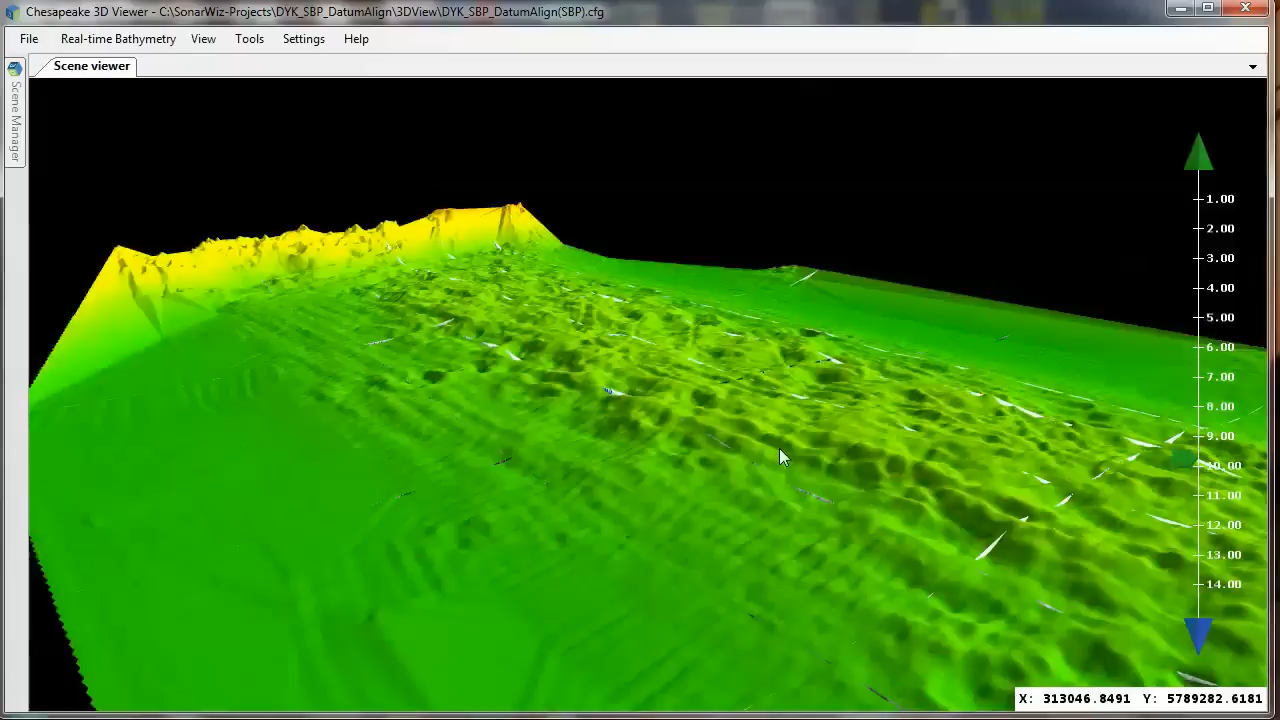 Chesapeake 3D Viewer - C:\SonarWiz-Projects\DYK_SBP_DatumAlign\3DView\DYK_SBP_DatumAlign(SBP).cfg
File Real-time Bathymetry View Tools Settings Help
Scene viewer
Scene Manager
1.00
2.00
3.00
4.00
5.00
6.00
7.00
8.00
9.00
10.00
11.00
12.00
13.00
14.00
X: 313046.8491 Y: 5789282.6181